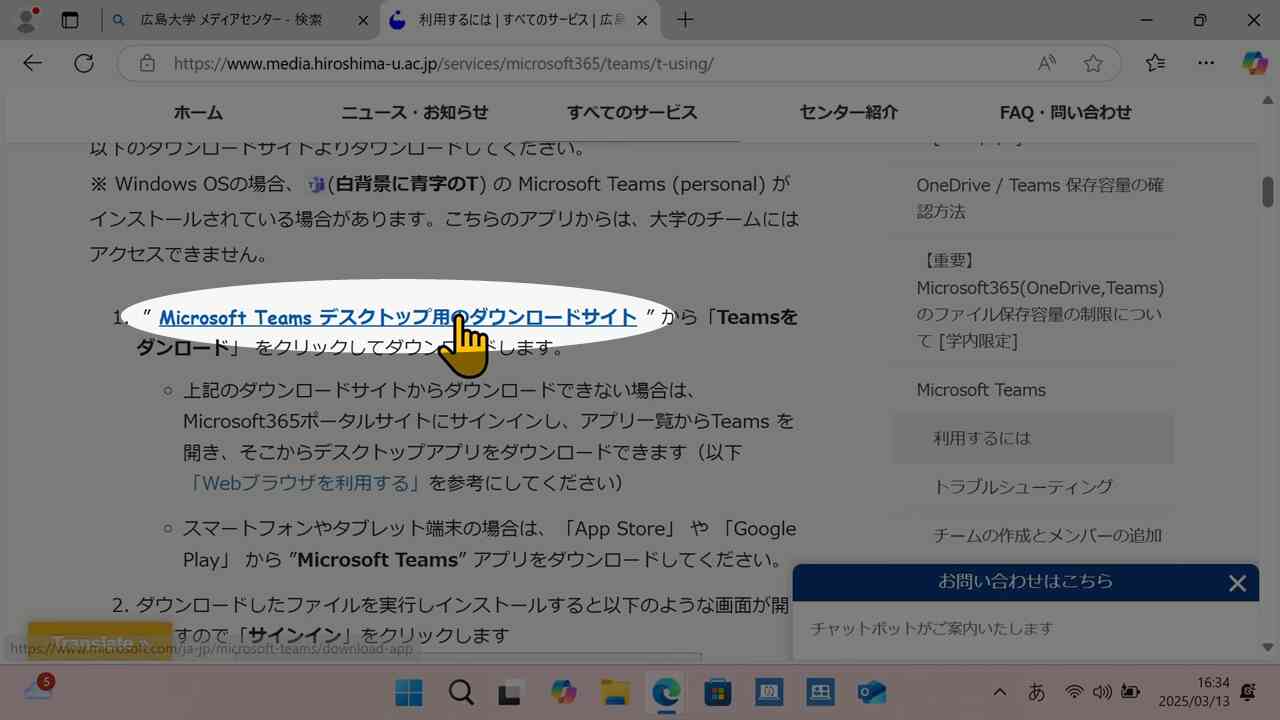 広島大学 メディアセンター - 検索
利用するには | すべてのサービス | 広島
https://www.media.hiroshima-u.ac.jp/services/microsoft365/teams/t-using/
ホーム ニュース・お知らせ すべてのサービス センター紹介 FAQ・問い合わせ
以下のダウンロードサイトよりダウンロードしてください。
※ Windows OSの場合、(白背景に青字のT) の Microsoft Teams (personal) が
インストールされている場合があります。こちらのアプリからは、大学のチームには
アクセスできません。
1. " Microsoft Teams デスクトップ用のダウンロードサイト " から「Teamsを
ダンロード」 をクリックしてダウンロードします。
○ 上記のダウンロードサイトからダウンロードできない場合は、
Microsoft365ポータルサイトにサインインし、アプリ一覧からTeams を
開き、そこからデスクトップアプリをダウンロードできます（以下
「Webブラウザを利用する」を参考にしてください）
○ スマートフォンやタブレット端末の場合は、「App Store」 や 「Google
Play」 から "Microsoft Teams" アプリをダウンロードしてください。
2. ダウンロードしたファイルを実行しインストールすると以下のような画面が開
すので「サインイン」をクリックします
OneDrive / Teams 保存容量の確
認方法
【重要】
Microsoft365(OneDrive,Teams)
のファイル保存容量の制限につい
て [学内限定]
Microsoft Teams
利用するには
トラブルシューティング
チームの作成とメンバーの追加
お問い合わせはこちら
チャットボットがご案内いたします
Translate »
https://www.microsoft.com/ja-jp/microsoft-teams/download-app
5
あ
16:34
2025/03/13